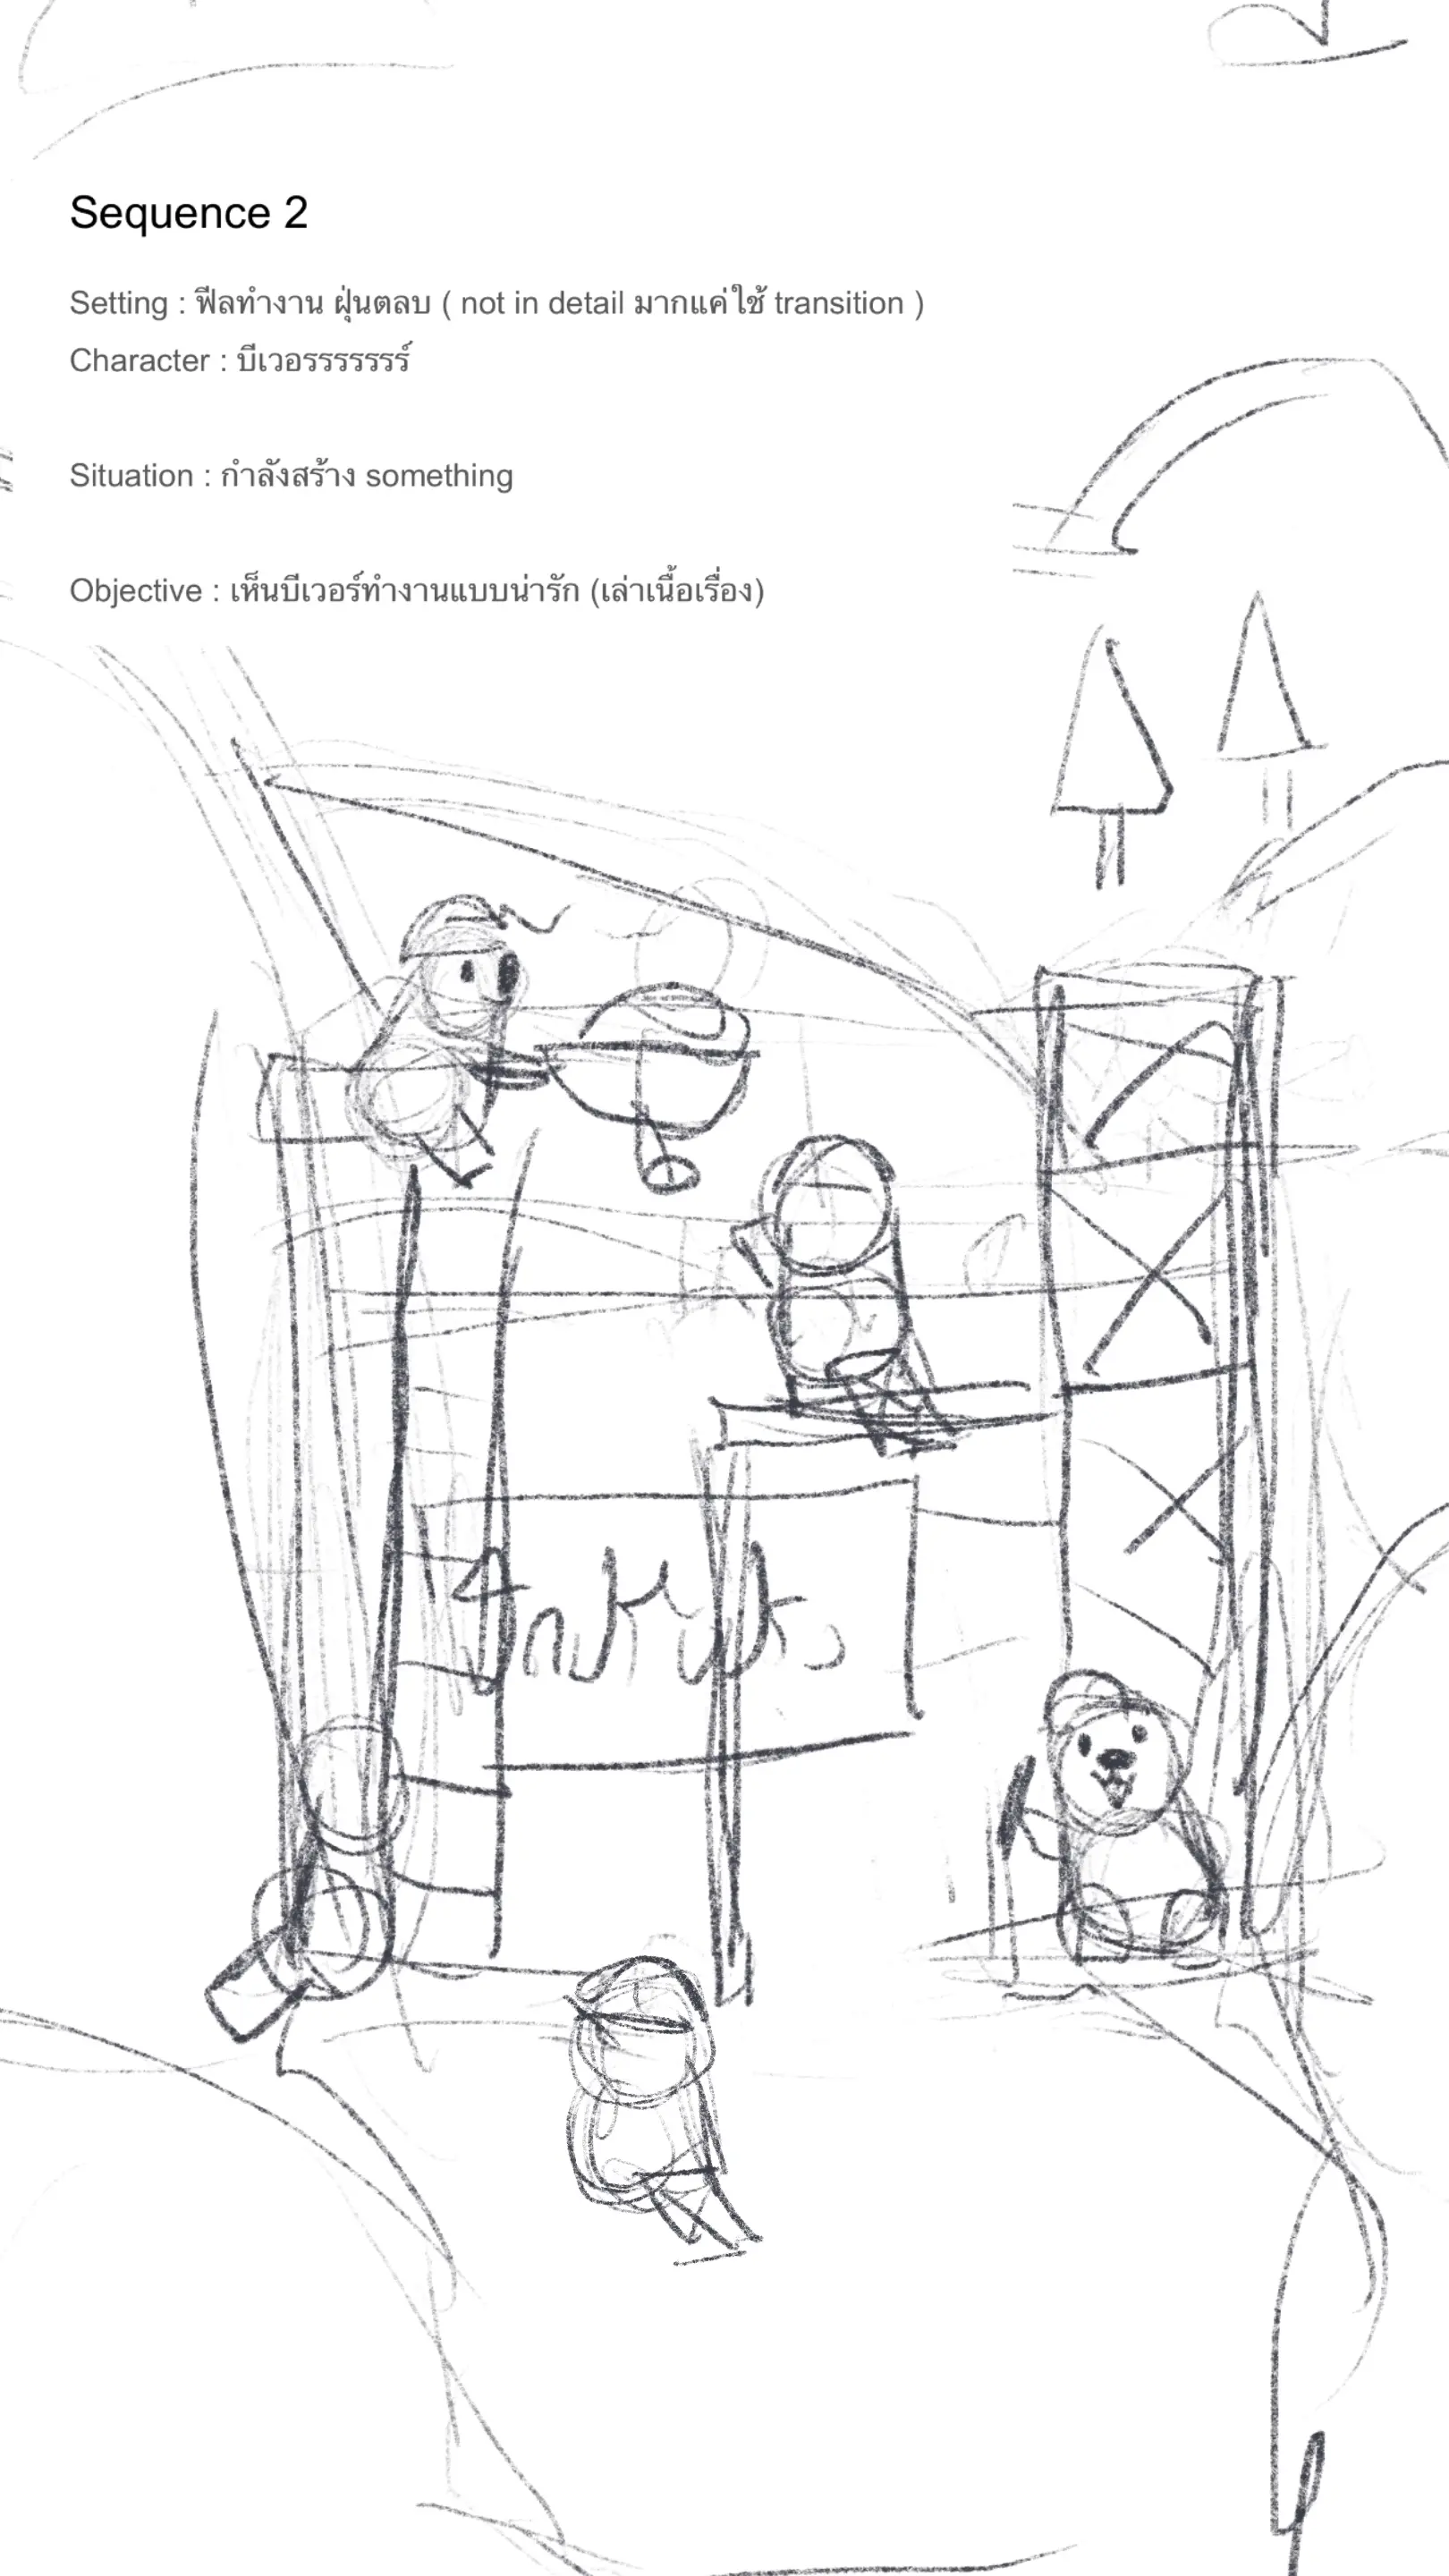 Sequence 2
Setting : ฟีลทำงาน ฝุ่นตลบ ( not in detail มากแค่ใช้ transition )
Character : บีเวอรรรรรรร์
Situation : กำลังสร้าง something
Objective : เห็นบีเวอร์ทำงานแบบน่ารัก (เล่าเนื้อเรื่อง)